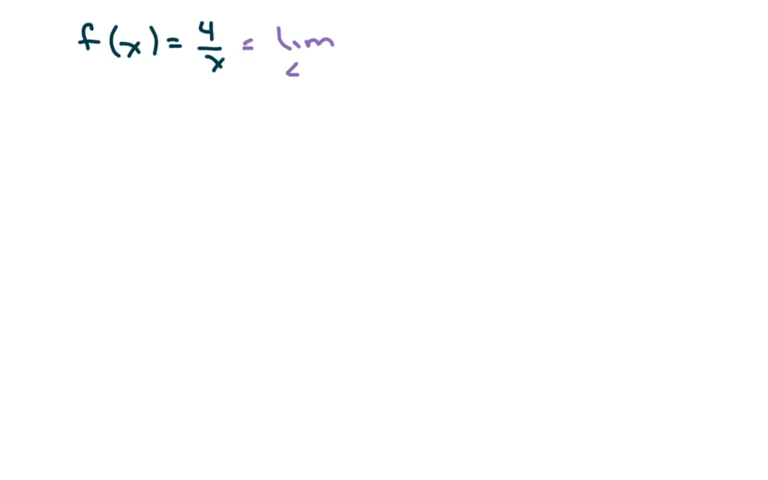 f(x) = 4/x = lim